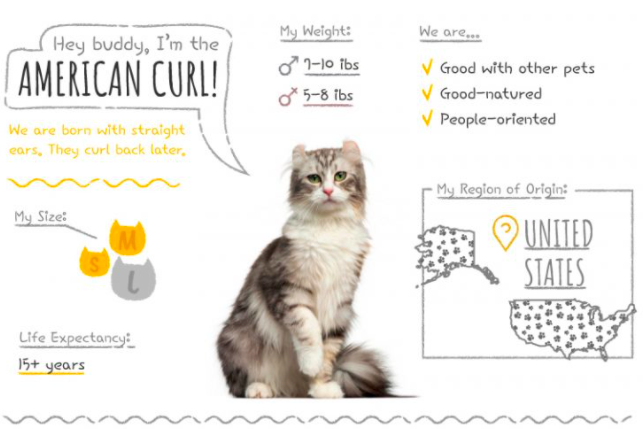 Hey buddy, I'm the
AMERICAN CURL!
We are born with straight
ears. They curl back later.
My Size:
M
S
L
Life Expectancy:
15+ years
My Weight:
7-10 lbs
5-8 lbs
We are...
Good with other pets
Good-natured
People-oriented
My Region of Origin:
UNITED
STATES